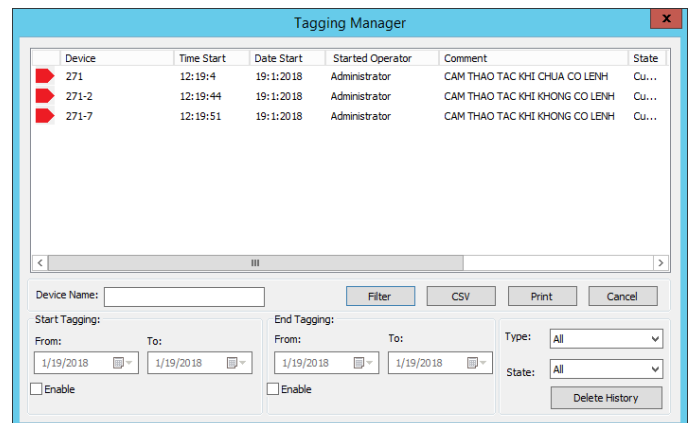 Tagging Manager
x
Device Time Start Date Start Started Operator Comment State
271 12:19:4 19:1:2018 Administrator CAM THAO TAC KHI CHUA CO LENH Cu...
271-2 12:19:44 19:1:2018 Administrator CAM THAO TAC KHI KHONG CO LENH Cu...
271-7 12:19:51 19:1:2018 Administrator CAM THAO TAC KHI KHONG CO LENH Cu...
Device Name: Filter CSV Print Cancel
Start Tagging: End Tagging:
From: To: From: To: Type: All
1/19/2018 1/19/2018 1/19/2018 1/19/2018 State: All
Enable Enable Delete History